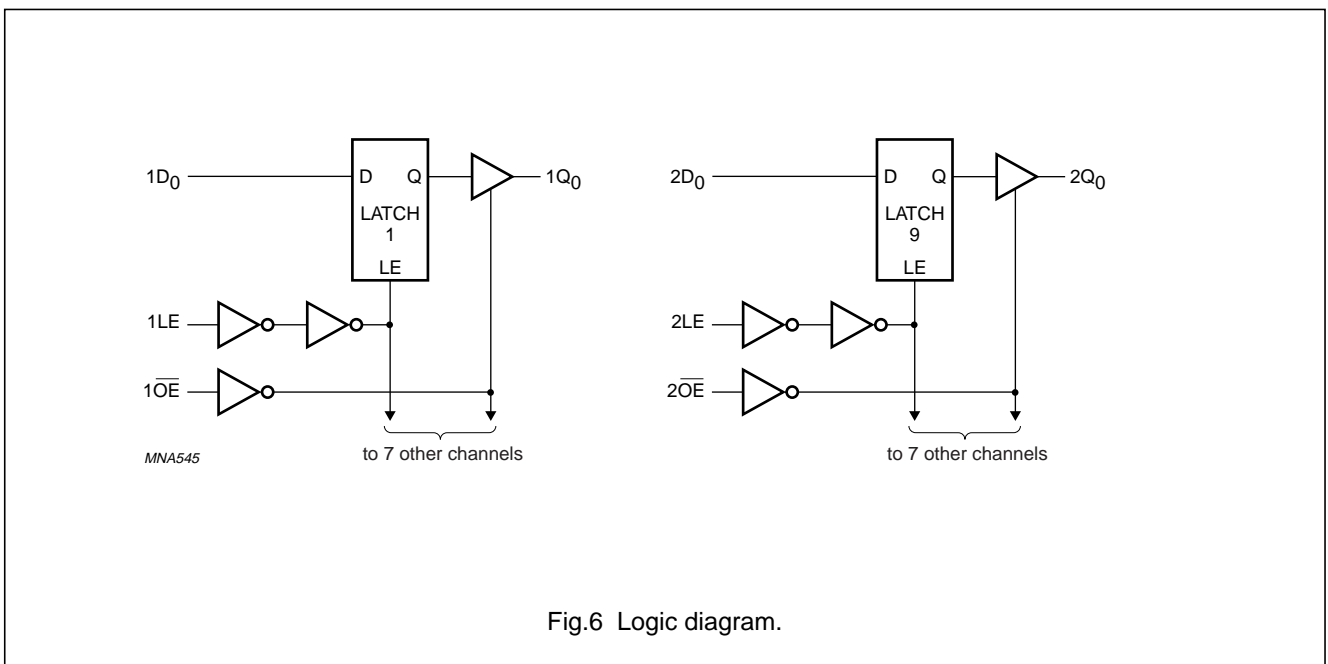 1D0
D Q
LATCH
1
LE
1Q0
1LE
1OE
to 7 other channels
MNA545
2D0
D Q
LATCH
9
LE
2Q0
2LE
2OE
to 7 other channels
Fig.6 Logic diagram.